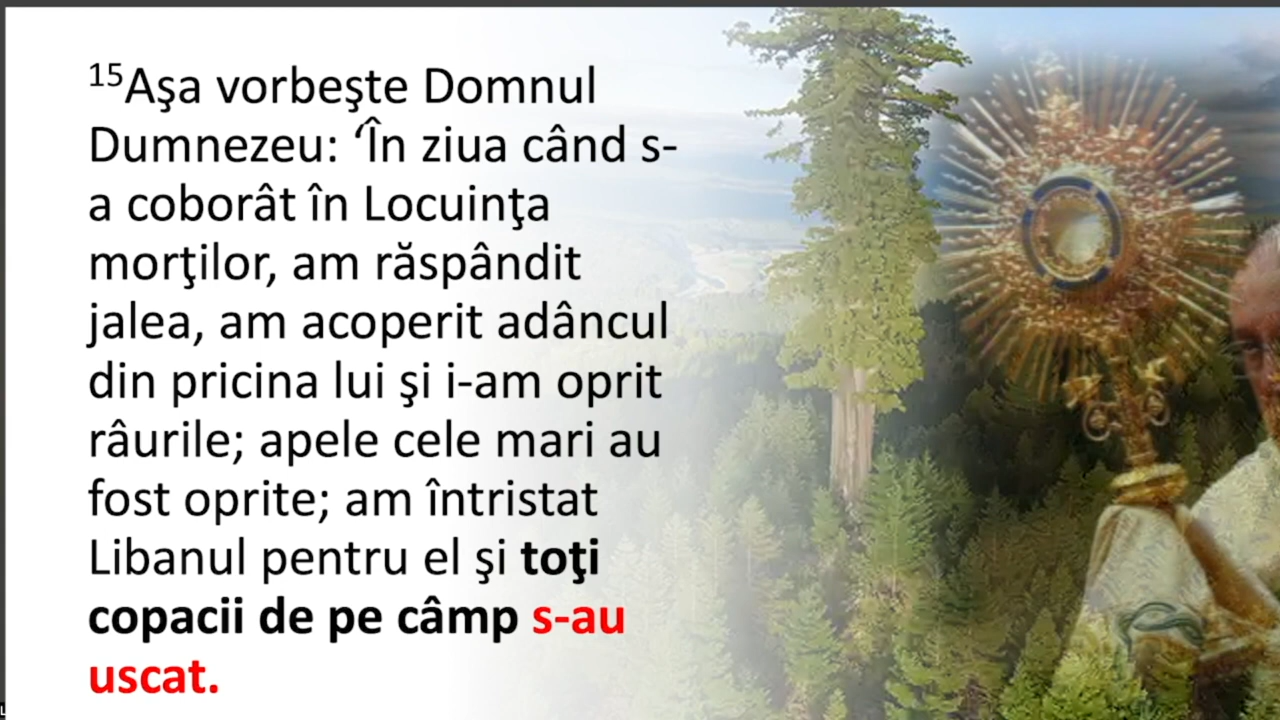 ¹⁵Aşa vorbeşte Domnul
Dumnezeu: ‘În ziua când s-
a coborât în Locuinţa
morţilor, am răspândit
jalea, am acoperit adâncul
din pricina lui şi i-am oprit
râurile; apele cele mari au
fost oprite; am întristat
Libanul pentru el şi toţi
copacii de pe câmp s-au
uscat.